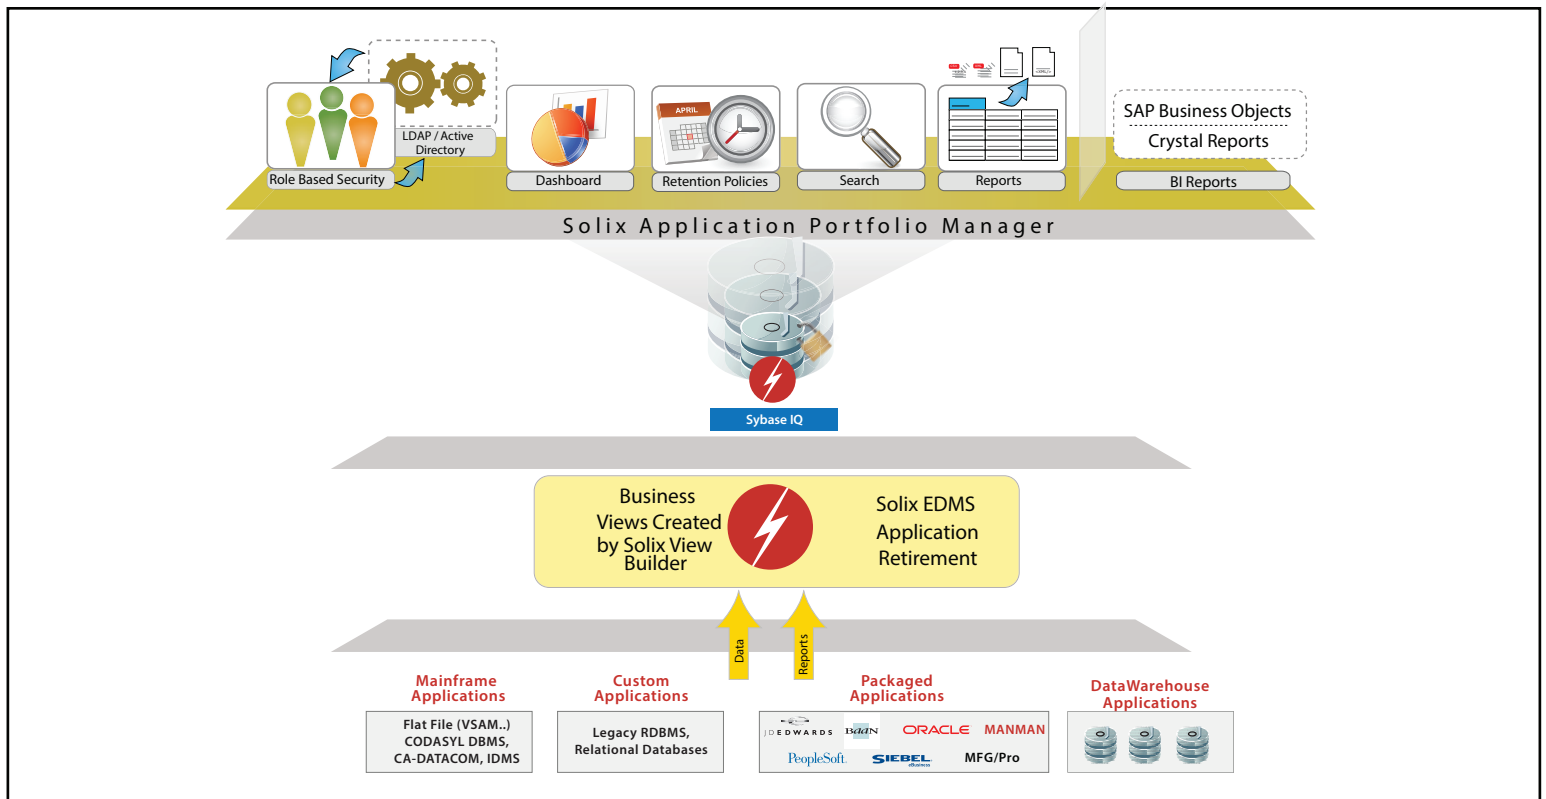 LDAP / Active
Directory
Role Based Security
Dashboard
APRIL
Retention Policies
Search
Reports
SAP Business Objects
Crystal Reports
BI Reports
Solix Application Portfolio Manager
Sybase IQ
Business
Views Created
by Solix View
Builder
Solix EDMS
Application
Retirement
Data
Reports
Mainframe
Applications
Flat File (VSAM..)
CODASYL DBMS,
CA-DATACOM, IDMS
Custom
Applications
Legacy RDBMS,
Relational Databases
Packaged
Applications
JDEDWARDS
BaaN
ORACLE
MANMAN
PeopleSoft.
SIEBEL.
eBusiness
MFG/Pro
DataWarehouse
Applications